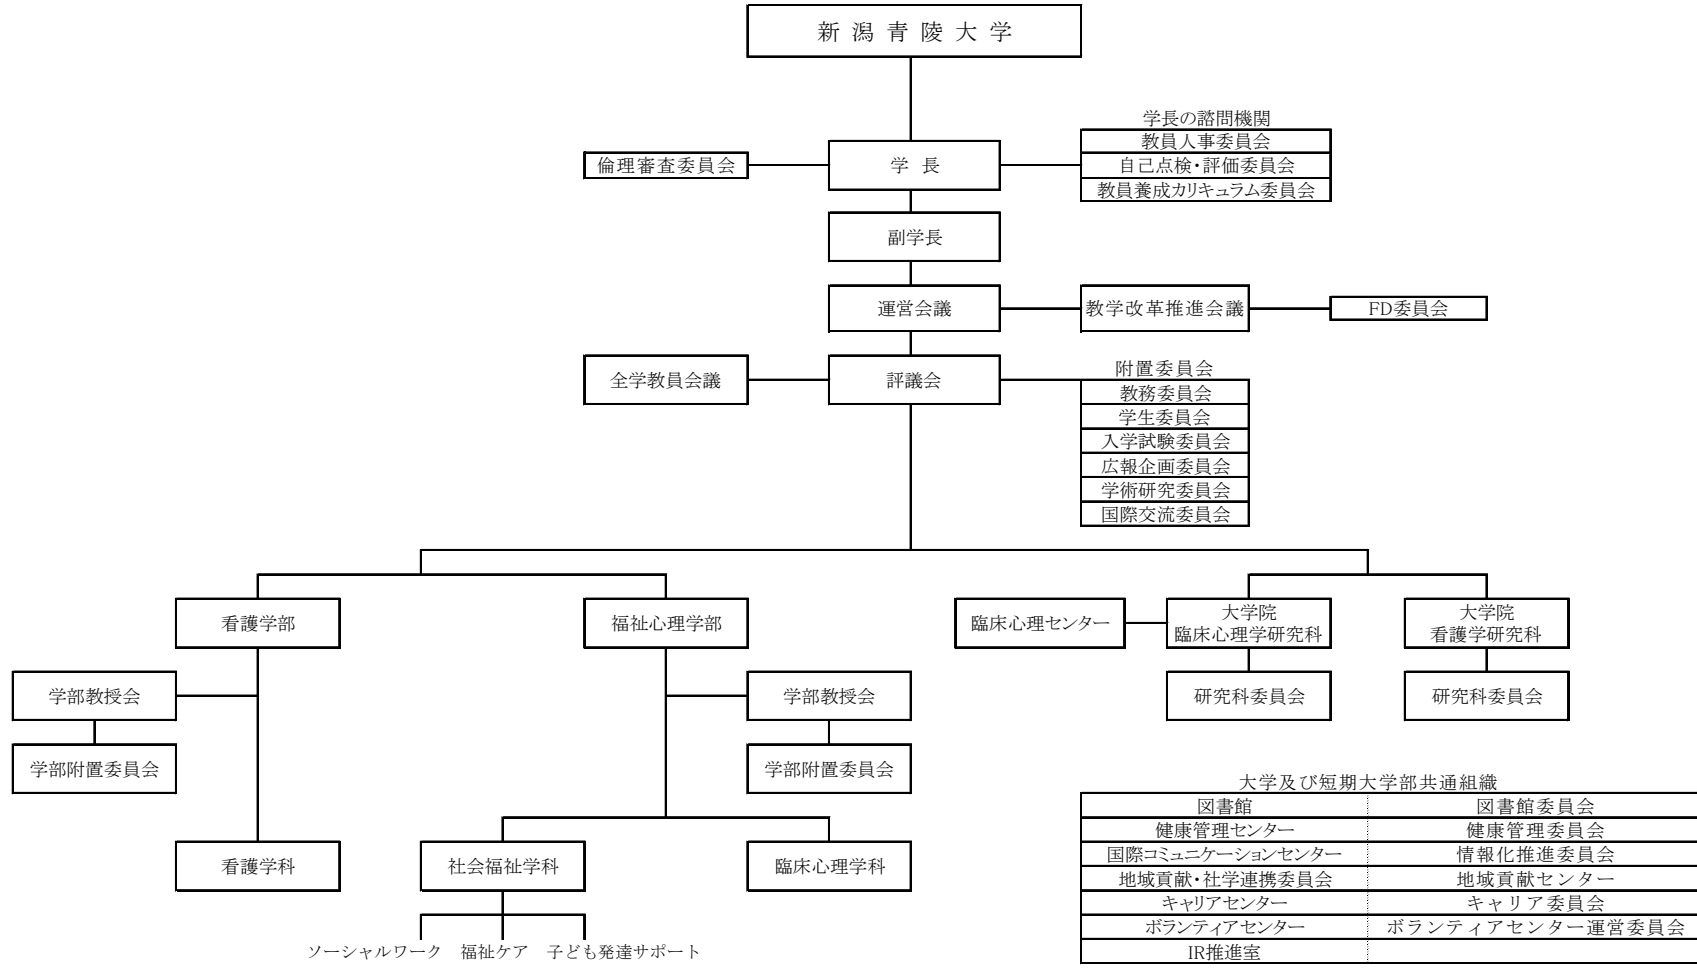 新潟青陵大学
学長の諮問機関
教員人事委員会
倫理審査委員会
学長
自己点検・評価委員会
教員養成カリキュラム委員会
副学長
運営会議
教学改革推進会議
FD委員会
附置委員会
全学教員会議
評議会
教務委員会
学生委員会
入学試験委員会
広報企画委員会
学術研究委員会
国際交流委員会
看護学部
福祉心理学部
臨床心理センター
大学院
臨床心理学研究科
大学院
看護学研究科
学部教授会
学部教授会
研究科委員会
研究科委員会
学部附置委員会
学部附置委員会
看護学科
社会福祉学科
臨床心理学科
ソーシャルワーク 福祉ケア 子ども発達サポート
大学及び短期大学部共通組織
図書館 図書館委員会
健康管理センター 健康管理委員会
国際コミュニケーションセンター 情報化推進委員会
地域貢献・社学連携委員会 地域貢献センター
キャリアセンター キャリア委員会
ボランティアセンター ボランティアセンター運営委員会
IR推進室